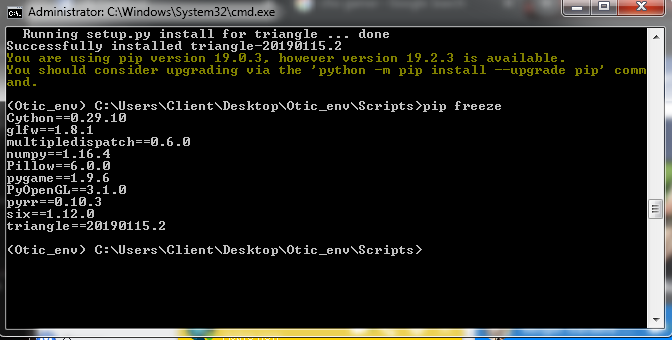 Administrator: C:\Windows\System32\cmd.exe
Running setup.py install for triangle ... done
Successfully installed triangle-20190115.2
You are using pip version 19.0.3, however version 19.2.3 is available.
You should consider upgrading via the 'python -m pip install --upgrade pip' comm
and.
(Otic_env) C:\Users\Client\Desktop\Otic_env\Scripts>pip freeze
Cython==0.29.10
glfw==1.8.1
multipledispatch==0.6.0
numpy==1.16.4
Pillow==6.0.0
pygame==1.9.6
PyOpenGL==3.1.0
pyrr==0.10.3
six==1.12.0
triangle==20190115.2
(Otic_env) C:\Users\Client\Desktop\Otic_env\Scripts>